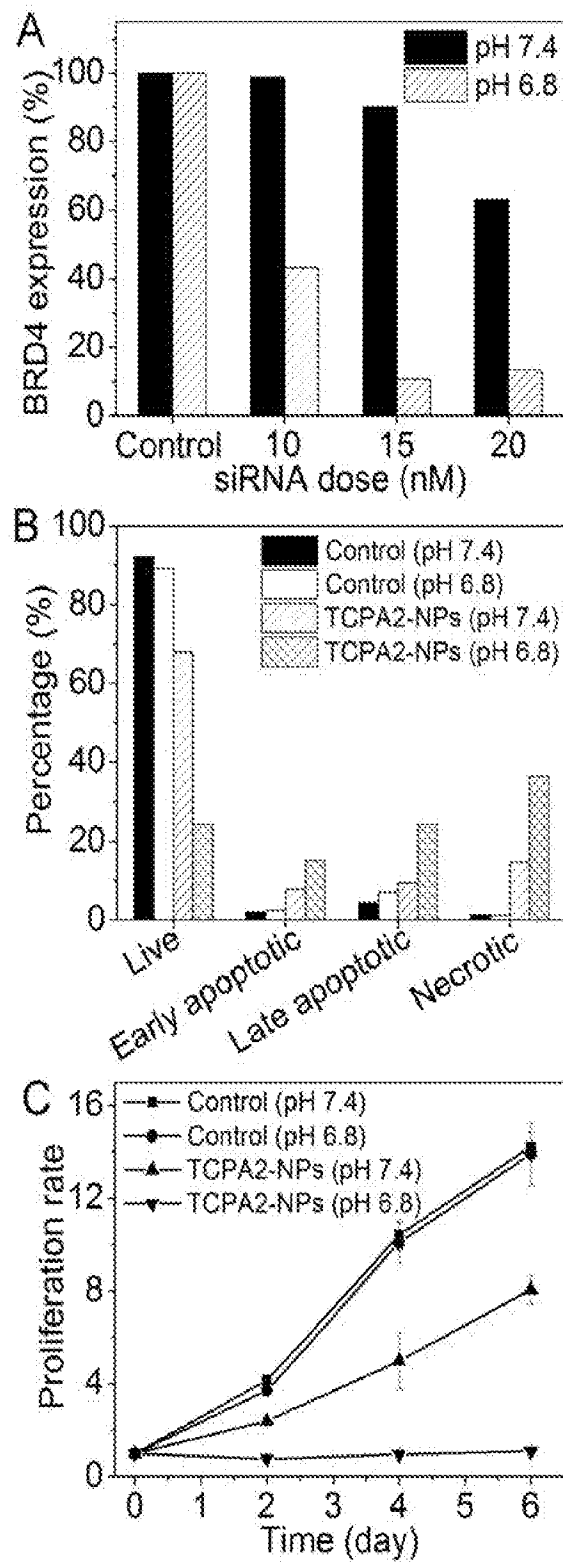 A
BRD4 expression (%)
100
80
60
40
20
0
pH 7.4
pH 6.8
Control 10 15 20
siRNA dose (nM)
B
Percentage (%)
100
80
60
40
20
0
Control (pH 7.4)
Control (pH 6.8)
TCPA2-NPs (pH 7.4)
TCPA2-NPs (pH 6.8)
Live
Early apoptotic
Late apoptotic
Necrotic
C
Proliferation rate
16
12
8
4
0
Control (pH 7.4)
Control (pH 6.8)
TCPA2-NPs (pH 7.4)
TCPA2-NPs (pH 6.8)
0 1 2 3 4 5 6
Time (day)